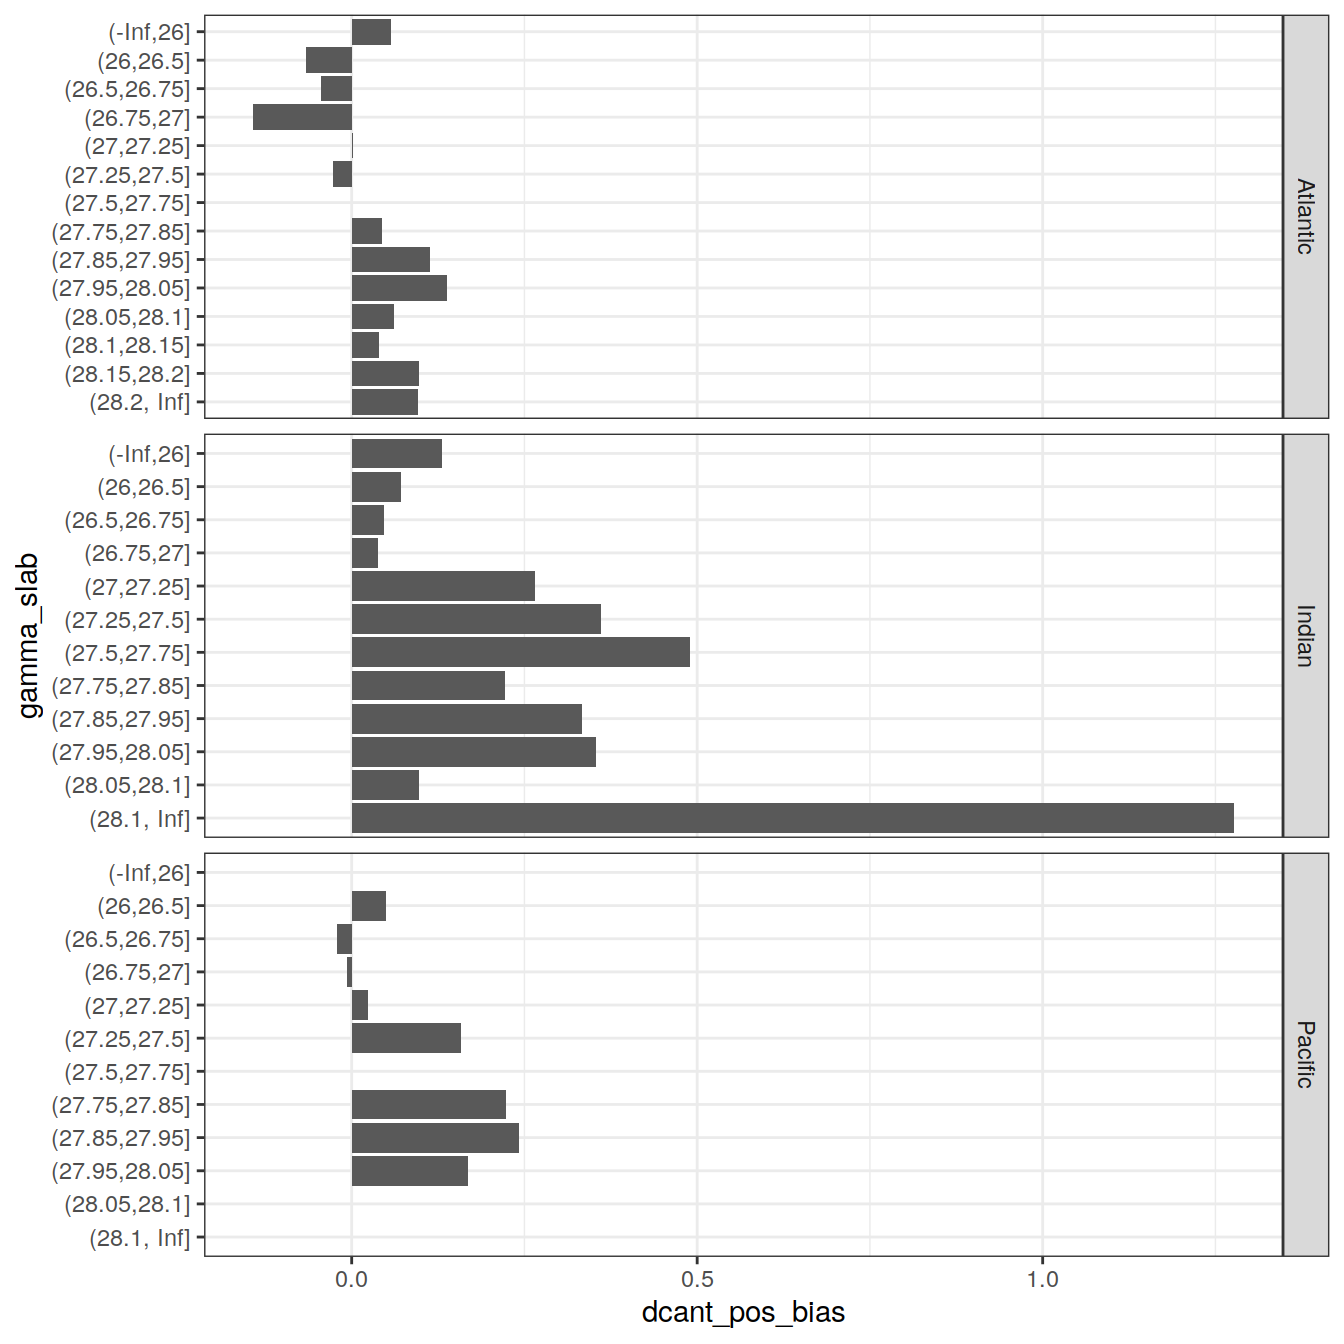 (-Inf,26]
(26,26.5]
(26.5,26.75]
(26.75,27]
(27,27.25]
(27.25,27.5]
(27.5,27.75]
(27.75,27.85]
(27.85,27.95]
(27.95,28.05]
(28.05,28.1]
(28.1,28.15]
(28.15,28.2]
(28.2, Inf]
Atlantic
(-Inf,26]
(26,26.5]
(26.5,26.75]
(26.75,27]
(27,27.25]
(27.25,27.5]
(27.5,27.75]
(27.75,27.85]
(27.85,27.95]
(27.95,28.05]
(28.05,28.1]
(28.1, Inf]
Indian
gamma_slab
(-Inf,26]
(26,26.5]
(26.5,26.75]
(26.75,27]
(27,27.25]
(27.25,27.5]
(27.5,27.75]
(27.75,27.85]
(27.85,27.95]
(27.95,28.05]
(28.05,28.1]
(28.1, Inf]
Pacific
0.0 0.5 1.0
dcant_pos_bias